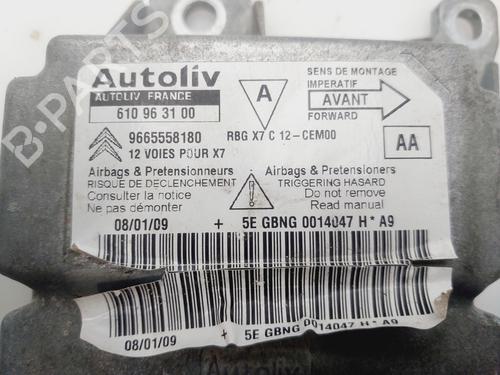 Autoliv
AUTOLIV FRANCE
610 96 31 00
A
SENS DE MONTAGE
IMPERATIF
AVANT
FORWARD
9665558180
RBG X7 C 12-CEM00
12 VOIES POUR X7
AA
Airbags & Pretensionneurs
RISQUE DE DECLENCHEMENT
Consulter la notice
Ne pas démonter
!
Airbags & Pretensioners
TRIGGERING HASARD
Do not remove
Read manual
08/01/09 + 5E GBNG 0014047 H* A9
08/01/09 + 5E GBNG 0014047 H* A9
Autoliv
B-PARTS